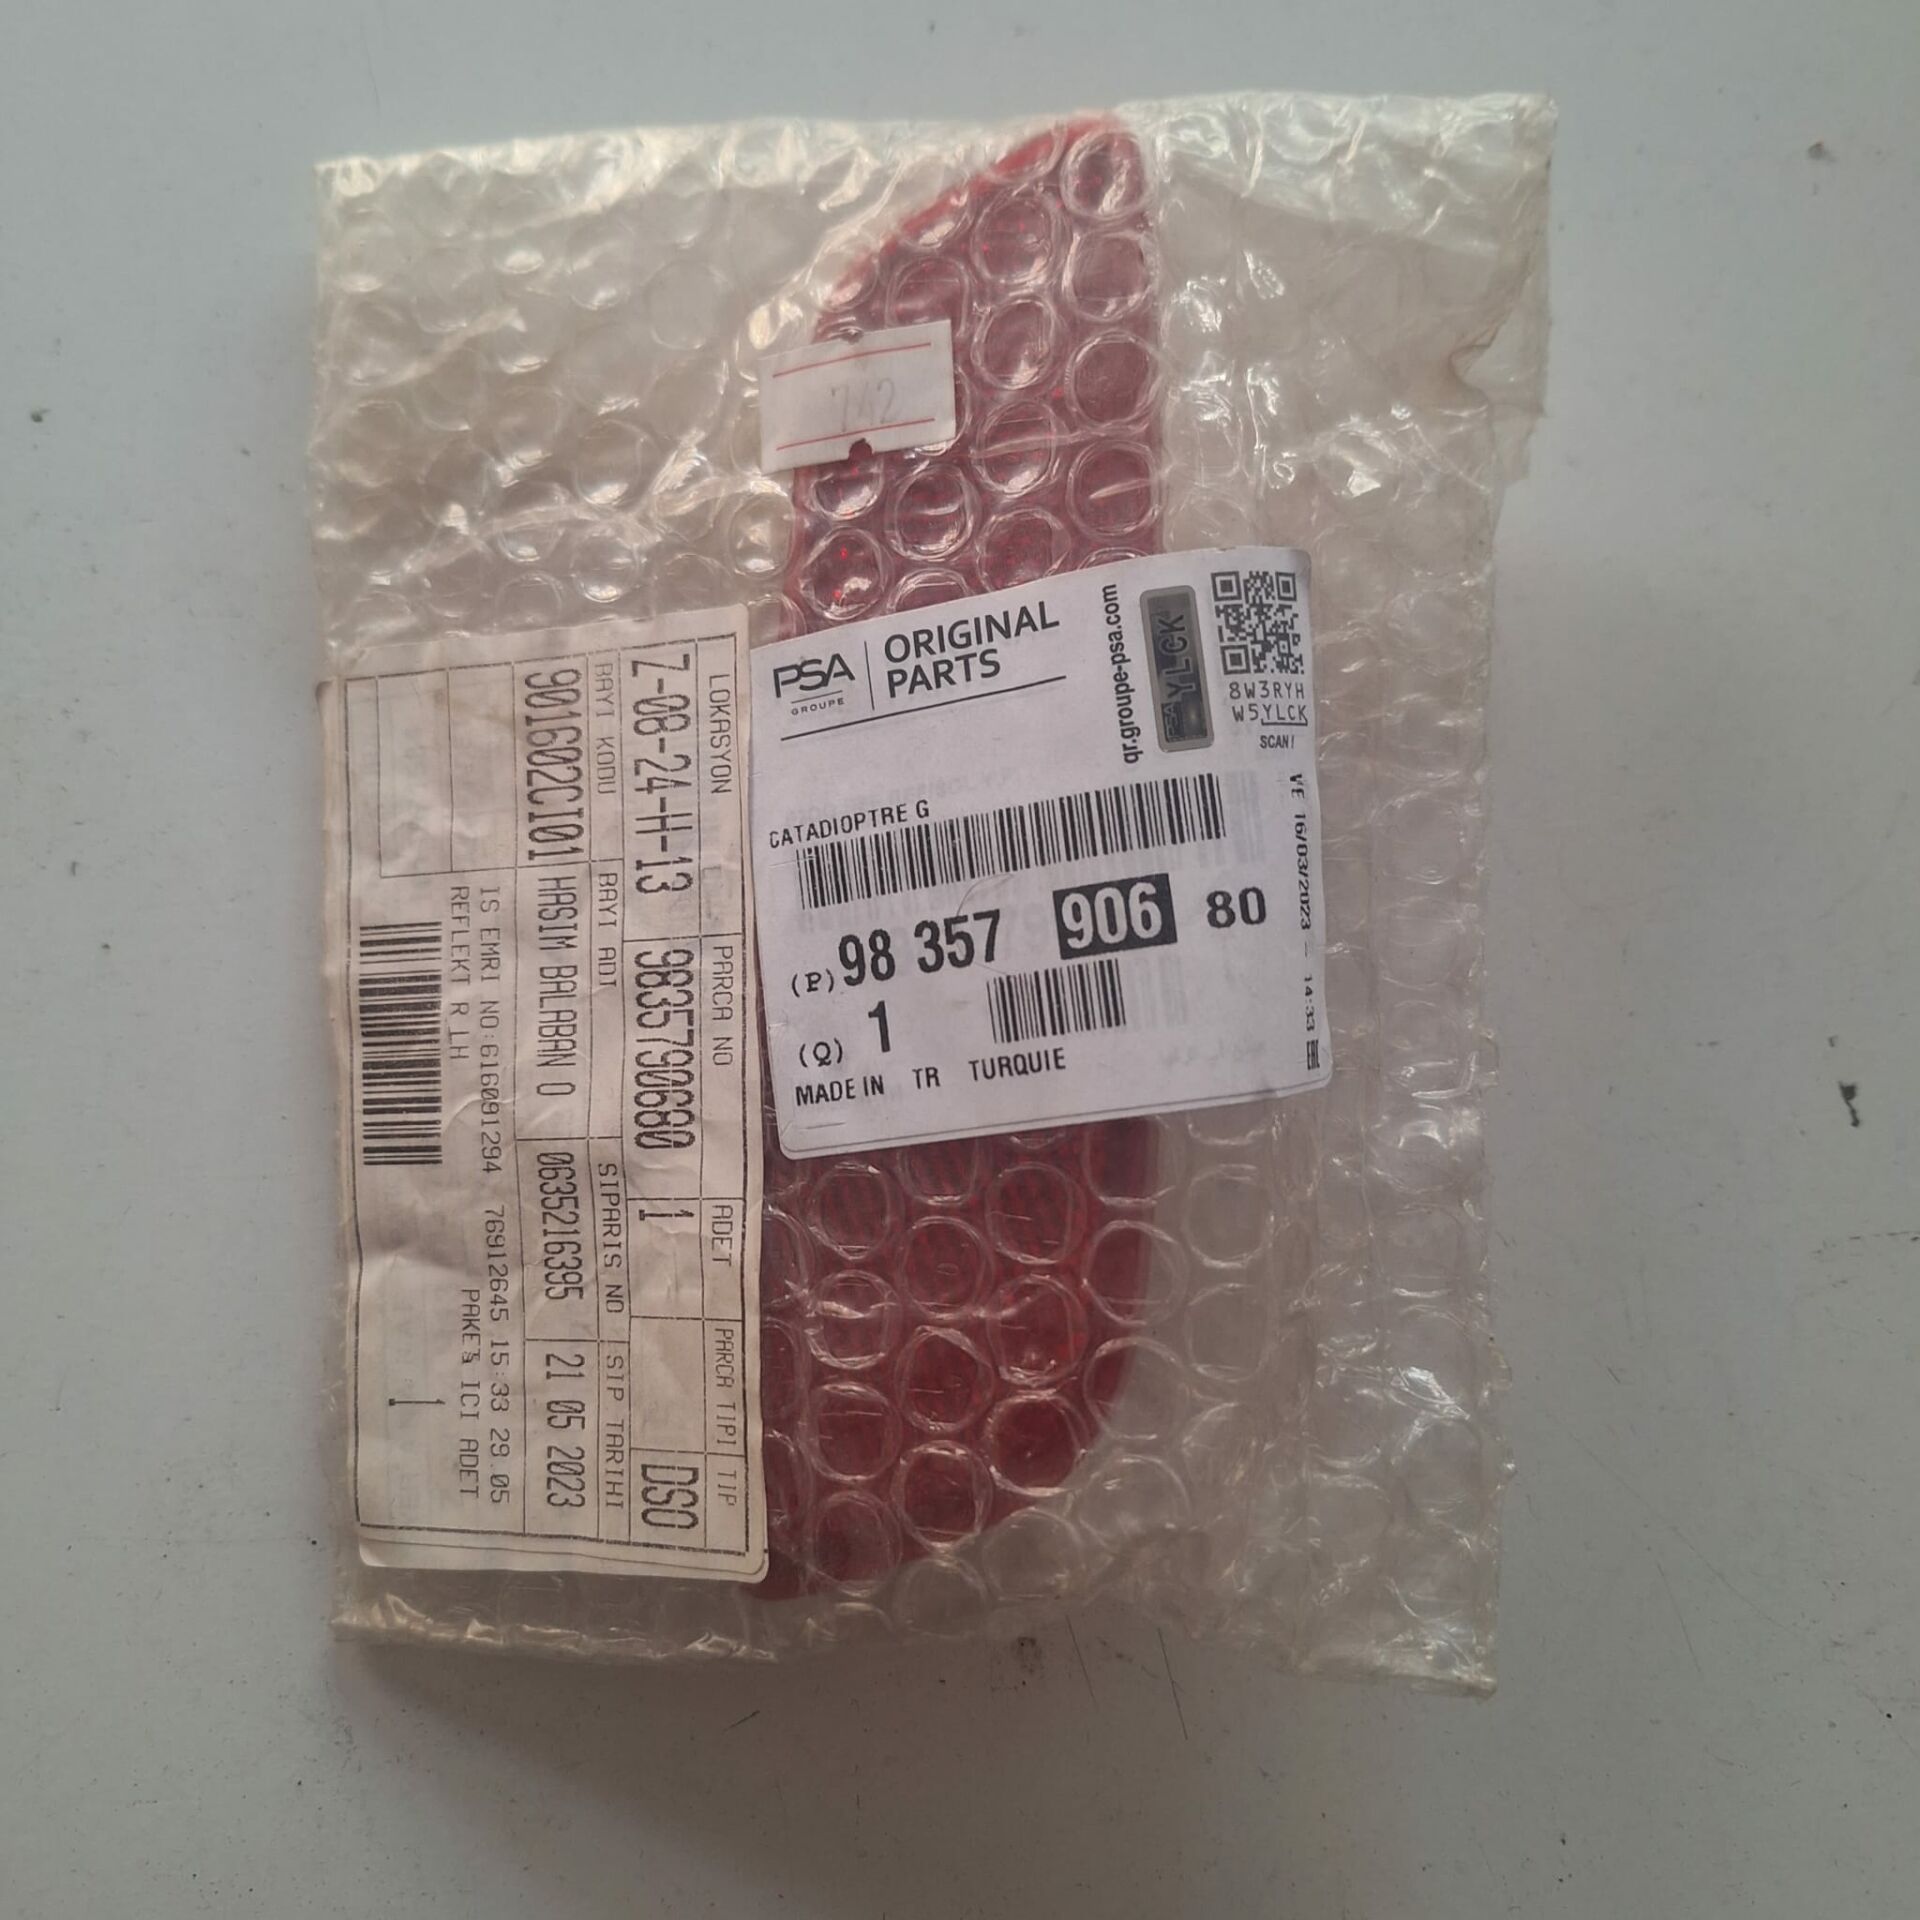 742
PSA
GROUPE
ORIGINAL
PARTS
qr.groupe-psa.com
YLCK
8W3RYH
W5YLCK
SCAN!
CATADIOPTRE G
(P) 98 357 906 80
(Q) 1
MADE IN TR TURQUIE
VE 16/03/2023 - 14:33
EAC
LOKASYON PARCA NO ADET PARCA TIPI TIP
Z-08-24-H-13 9835790680 1 DSO
BAYI KODU BAYI ADI SIPARIS NO SIP TARIHI
901602CI01 HASIM BALABAN O 0635216395 21 05 2023
IS EMRI NO:616091294 76912645 15:33 29.05
REFLEKT R LH ICI ADET
1